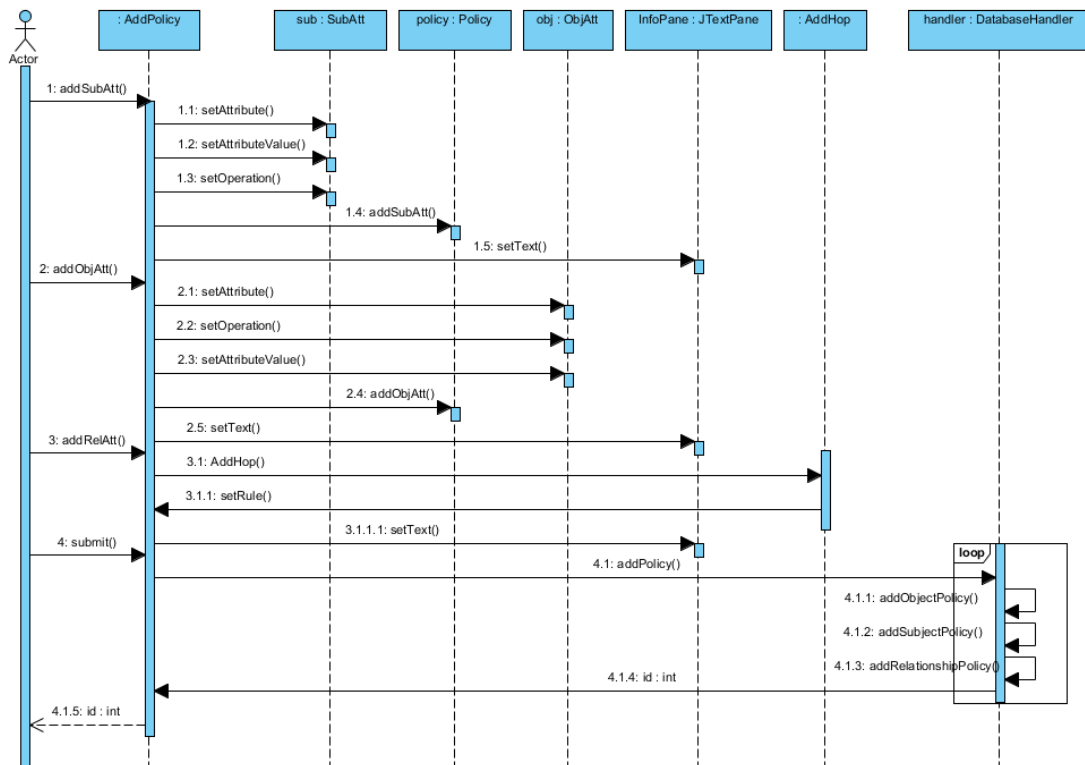 : AddPolicy
sub : SubAtt
policy : Policy
obj : ObjAtt
InfoPane : JTextPane
: AddHop
handler : DatabaseHandler
Actor
1: addSubAtt()
1.1: setAttribute()
1.2: setAttributeValue()
1.3: setOperation()
1.4: addSubAtt()
1.5: setText()
2: addObjAtt()
2.1: setAttribute()
2.2: setOperation()
2.3: setAttributeValue()
2.4: addObjAtt()
2.5: setText()
3: addRelAtt()
3.1: AddHop()
3.1.1: setRule()
3.1.1.1: setText()
4: submit()
loop
4.1: addPolicy()
4.1.1: addObjectPolicy()
4.1.2: addSubjectPolicy()
4.1.3: addRelationshipPolicy()
4.1.4: id : int
4.1.5: id : int